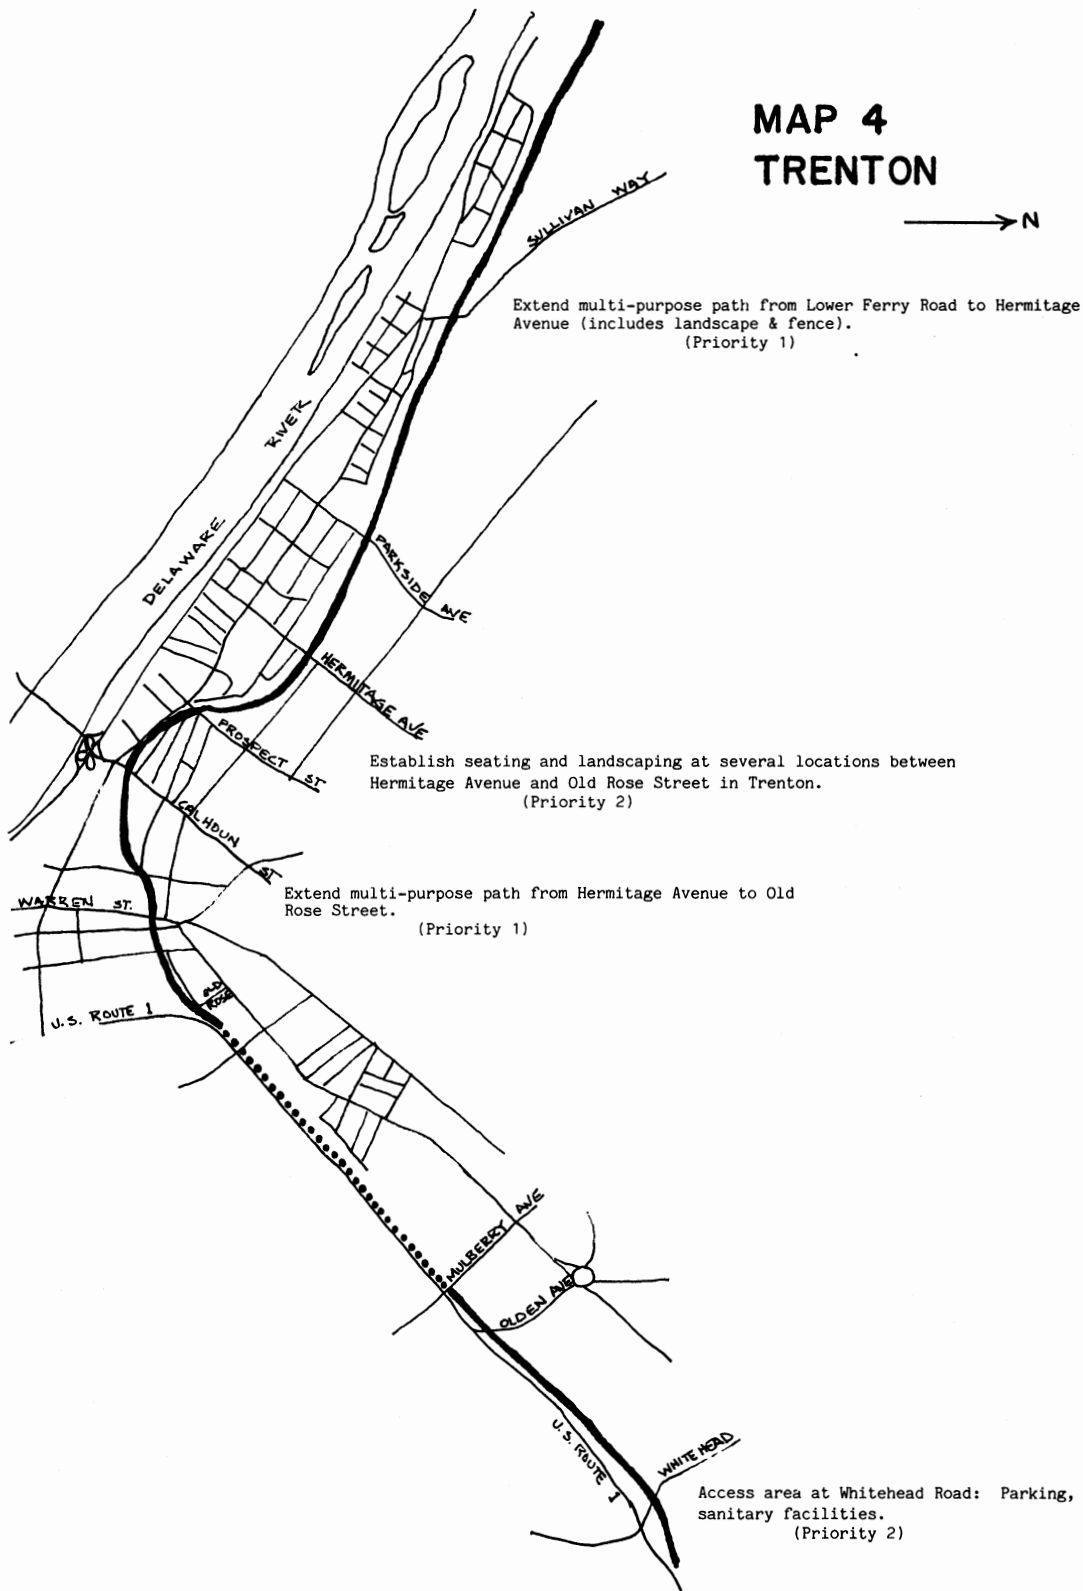 MAP 4
TRENTON
N
SULLIVAN WAY
Extend multi-purpose path from Lower Ferry Road to Hermitage
Avenue (includes landscape & fence).
(Priority 1)
DELAWARE RIVER
PARKSIDE AVE
HERMITAGE AVE
PROSPECT ST
Establish seating and landscaping at several locations between
Hermitage Avenue and Old Rose Street in Trenton.
(Priority 2)
CALHOUN ST
Extend multi-purpose path from Hermitage Avenue to Old
Rose Street.
(Priority 1)
WARREN ST.
OLD
ROSE
U.S. ROUTE 1
MULBERRY AVE
OLDEN AVE
U.S. ROUTE 1
WHITEHEAD
Access area at Whitehead Road: Parking,
sanitary facilities.
(Priority 2)